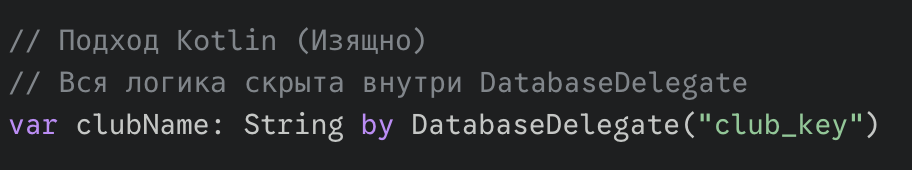 // Подход Kotlin (Изящно)
// Вся логика скрыта внутри DatabaseDelegate
var clubName: String by DatabaseDelegate("club_key")